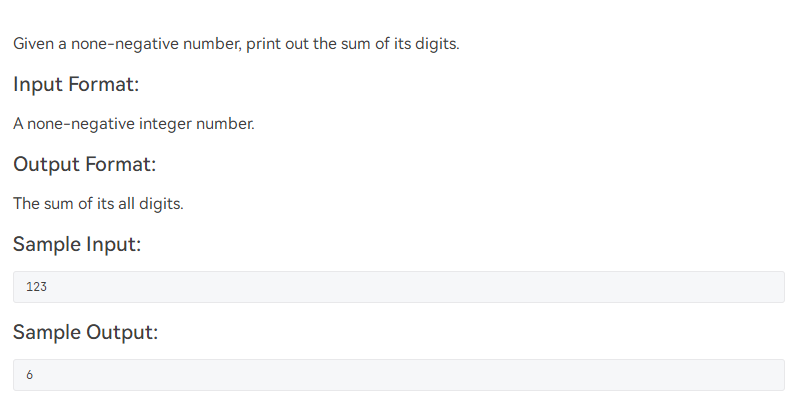 Given a none-negative number, print out the sum of its digits.
Input Format:
A none-negative integer number.
Output Format:
The sum of its all digits.
Sample Input:
123
Sample Output:
6